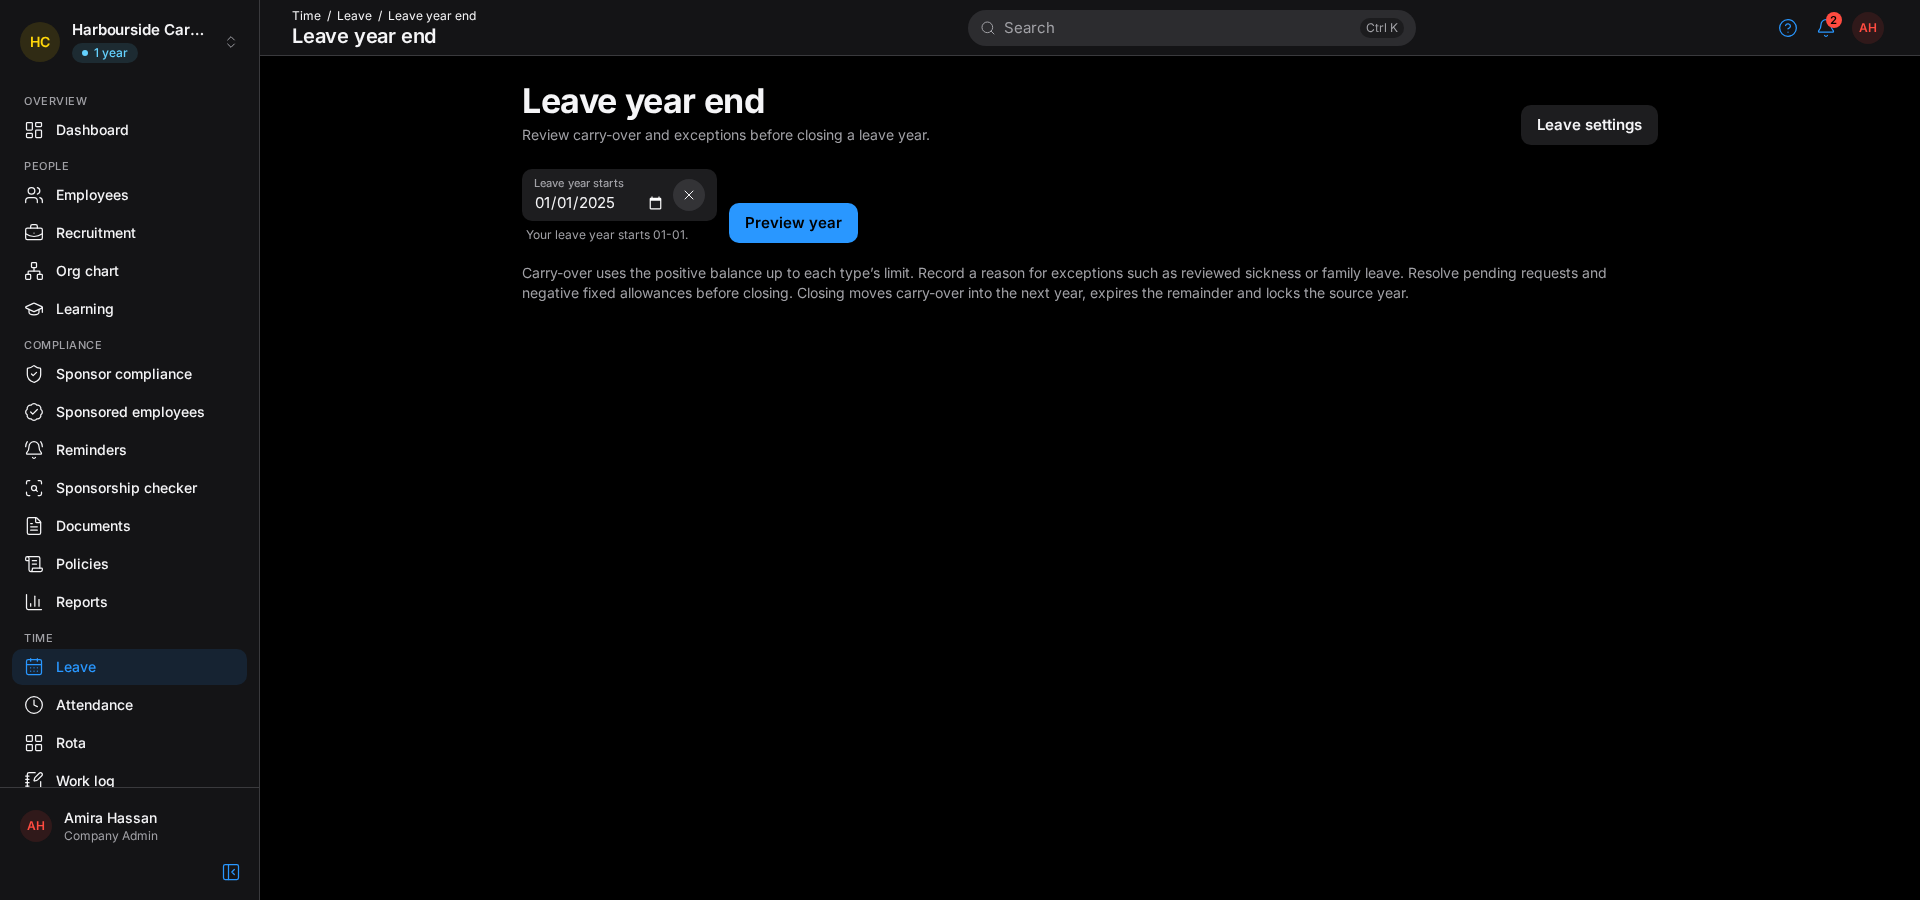 HC
Harbourside Car...
1 year
OVERVIEW
Dashboard
PEOPLE
Employees
Recruitment
Org chart
Learning
COMPLIANCE
Sponsor compliance
Sponsored employees
Reminders
Sponsorship checker
Documents
Policies
Reports
TIME
Leave
Attendance
Rota
Work log
AH
Amira Hassan
Company Admin
Time / Leave / Leave year end
Leave year end
Search
Ctrl K
2
AH
Leave year end
Review carry-over and exceptions before closing a leave year.
Leave settings
Leave year starts
01/01/2025
Your leave year starts 01-01.
Preview year
Carry-over uses the positive balance up to each type’s limit. Record a reason for exceptions such as reviewed sickness or family leave. Resolve pending requests and
negative fixed allowances before closing. Closing moves carry-over into the next year, expires the remainder and locks the source year.